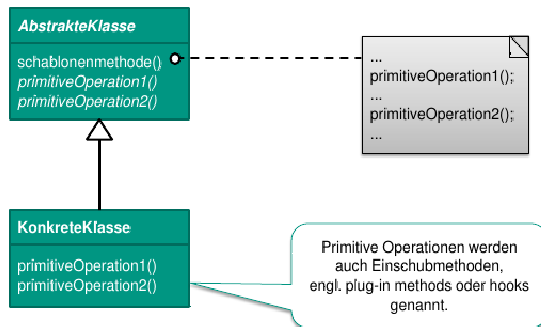 AbstrakteKlasse
schablonenmethode()
primitiveOperation1()
primitiveOperation2()
...
primitiveOperation1();
...
primitiveOperation2();
...
KonkreteKlasse
primitiveOperation1()
primitiveOperation2()
Primitive Operationen werden
auch Einschubmethoden,
engl. plug-in methods oder hooks
genannt.